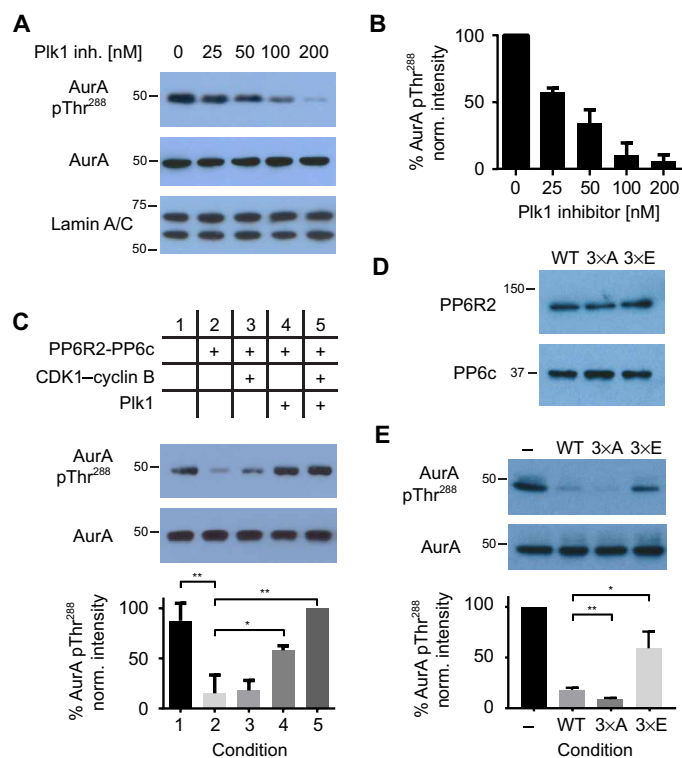 A
Plk1 inh. [nM] 0 25 50 100 200
AurA
pThr288
50
AurA
50
75
Lamin A/C
50
B
% AurA pThr288
norm. intensity
100
50
0
0 25 50 100 200
Plk1 inhibitor [nM]
C
1 2 3 4 5
PP6R2-PP6c + + + +
CDK1–cyclin B + +
Plk1 + +
AurA
pThr288
50
AurA
50
% AurA pThr288
norm. intensity
100
50
0
** ** *
1 2 3 4 5
Condition
D
WT 3×A 3×E
150
PP6R2
PP6c
37
E
– WT 3×A 3×E
AurA
pThr288
50
AurA
50
% AurA pThr288
norm. intensity
100
50
0
* **
– WT 3×A 3×E
Condition